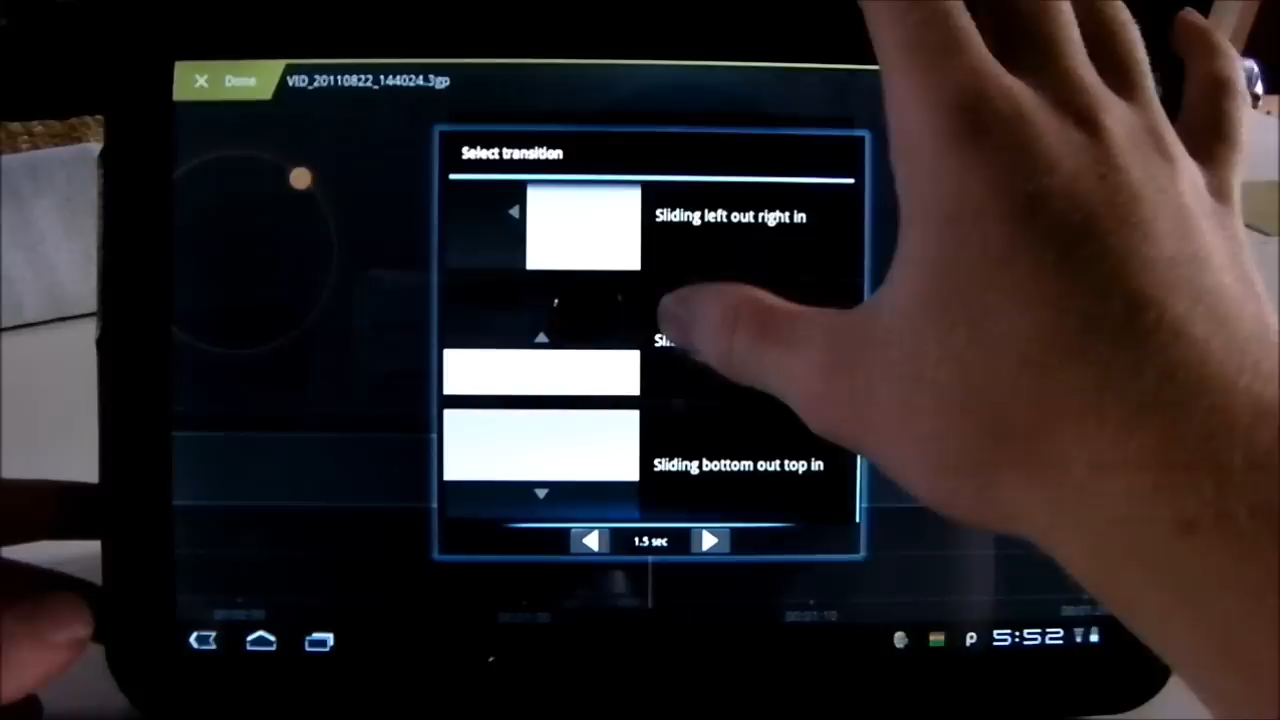 Done VID_20110822_144024.3gp
Select transition
Sliding left out right in
Sliding bottom out top in
1.5 sec
5:52